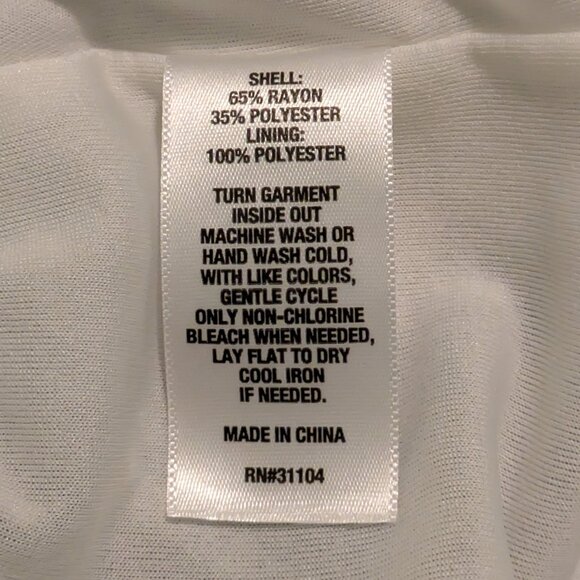 SHELL:
65% RAYON
35% POLYESTER
LINING:
100% POLYESTER
TURN GARMENT
INSIDE OUT
MACHINE WASH OR
HAND WASH COLD,
WITH LIKE COLORS,
GENTLE CYCLE
ONLY NON-CHLORINE
BLEACH WHEN NEEDED,
LAY FLAT TO DRY
COOL IRON
IF NEEDED.
MADE IN CHINA
RN#31104